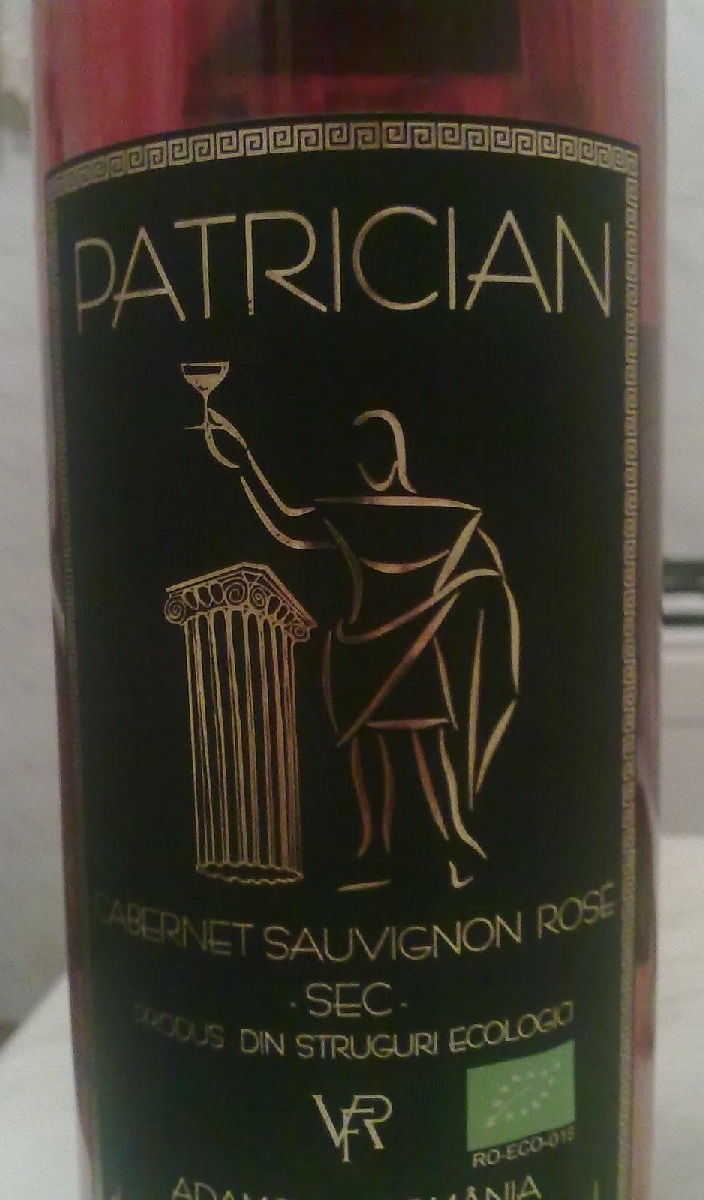 PATRICIAN
CABERNET SAUVIGNON ROSÉ
· SEC ·
PRODUS DIN STRUGURI ECOLOGICI
VFR
RO-ECO-018